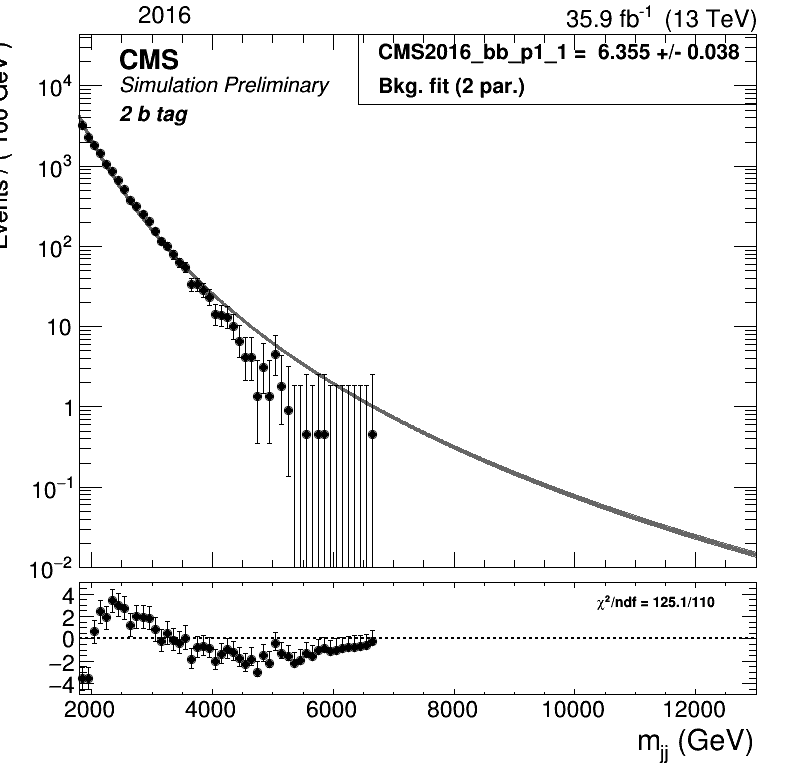 2016
35.9 fb⁻¹ (13 TeV)
CMS
Simulation Preliminary
2 b tag
CMS2016_bb_p1_1 = 6.355 +/- 0.038
Bkg. fit (2 par.)
Events / ( 100 GeV )
10⁴
10³
10²
10
1
10⁻¹
10⁻²
χ²/ndf = 125.1/110
4
2
0
−2
−4
2000 4000 6000 8000 10000 12000
m_jj (GeV)